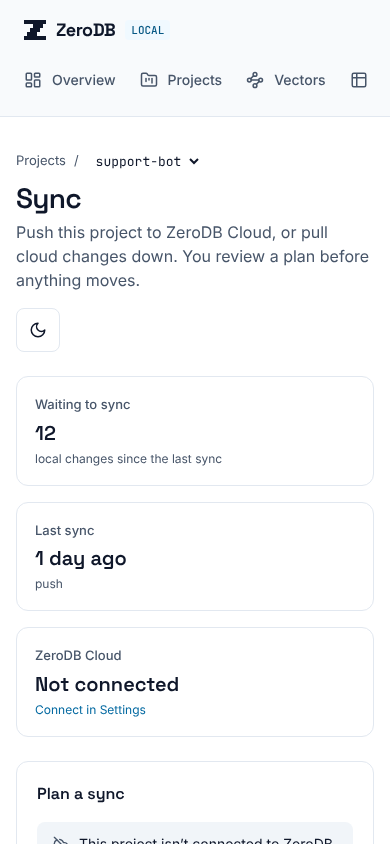 ZeroDB LOCAL
Overview Projects Vectors
Projects / support-bot
Sync
Push this project to ZeroDB Cloud, or pull
cloud changes down. You review a plan before
anything moves.
Waiting to sync
12
local changes since the last sync
Last sync
1 day ago
push
ZeroDB Cloud
Not connected
Connect in Settings
Plan a sync
This project isn't connected to ZeroDB